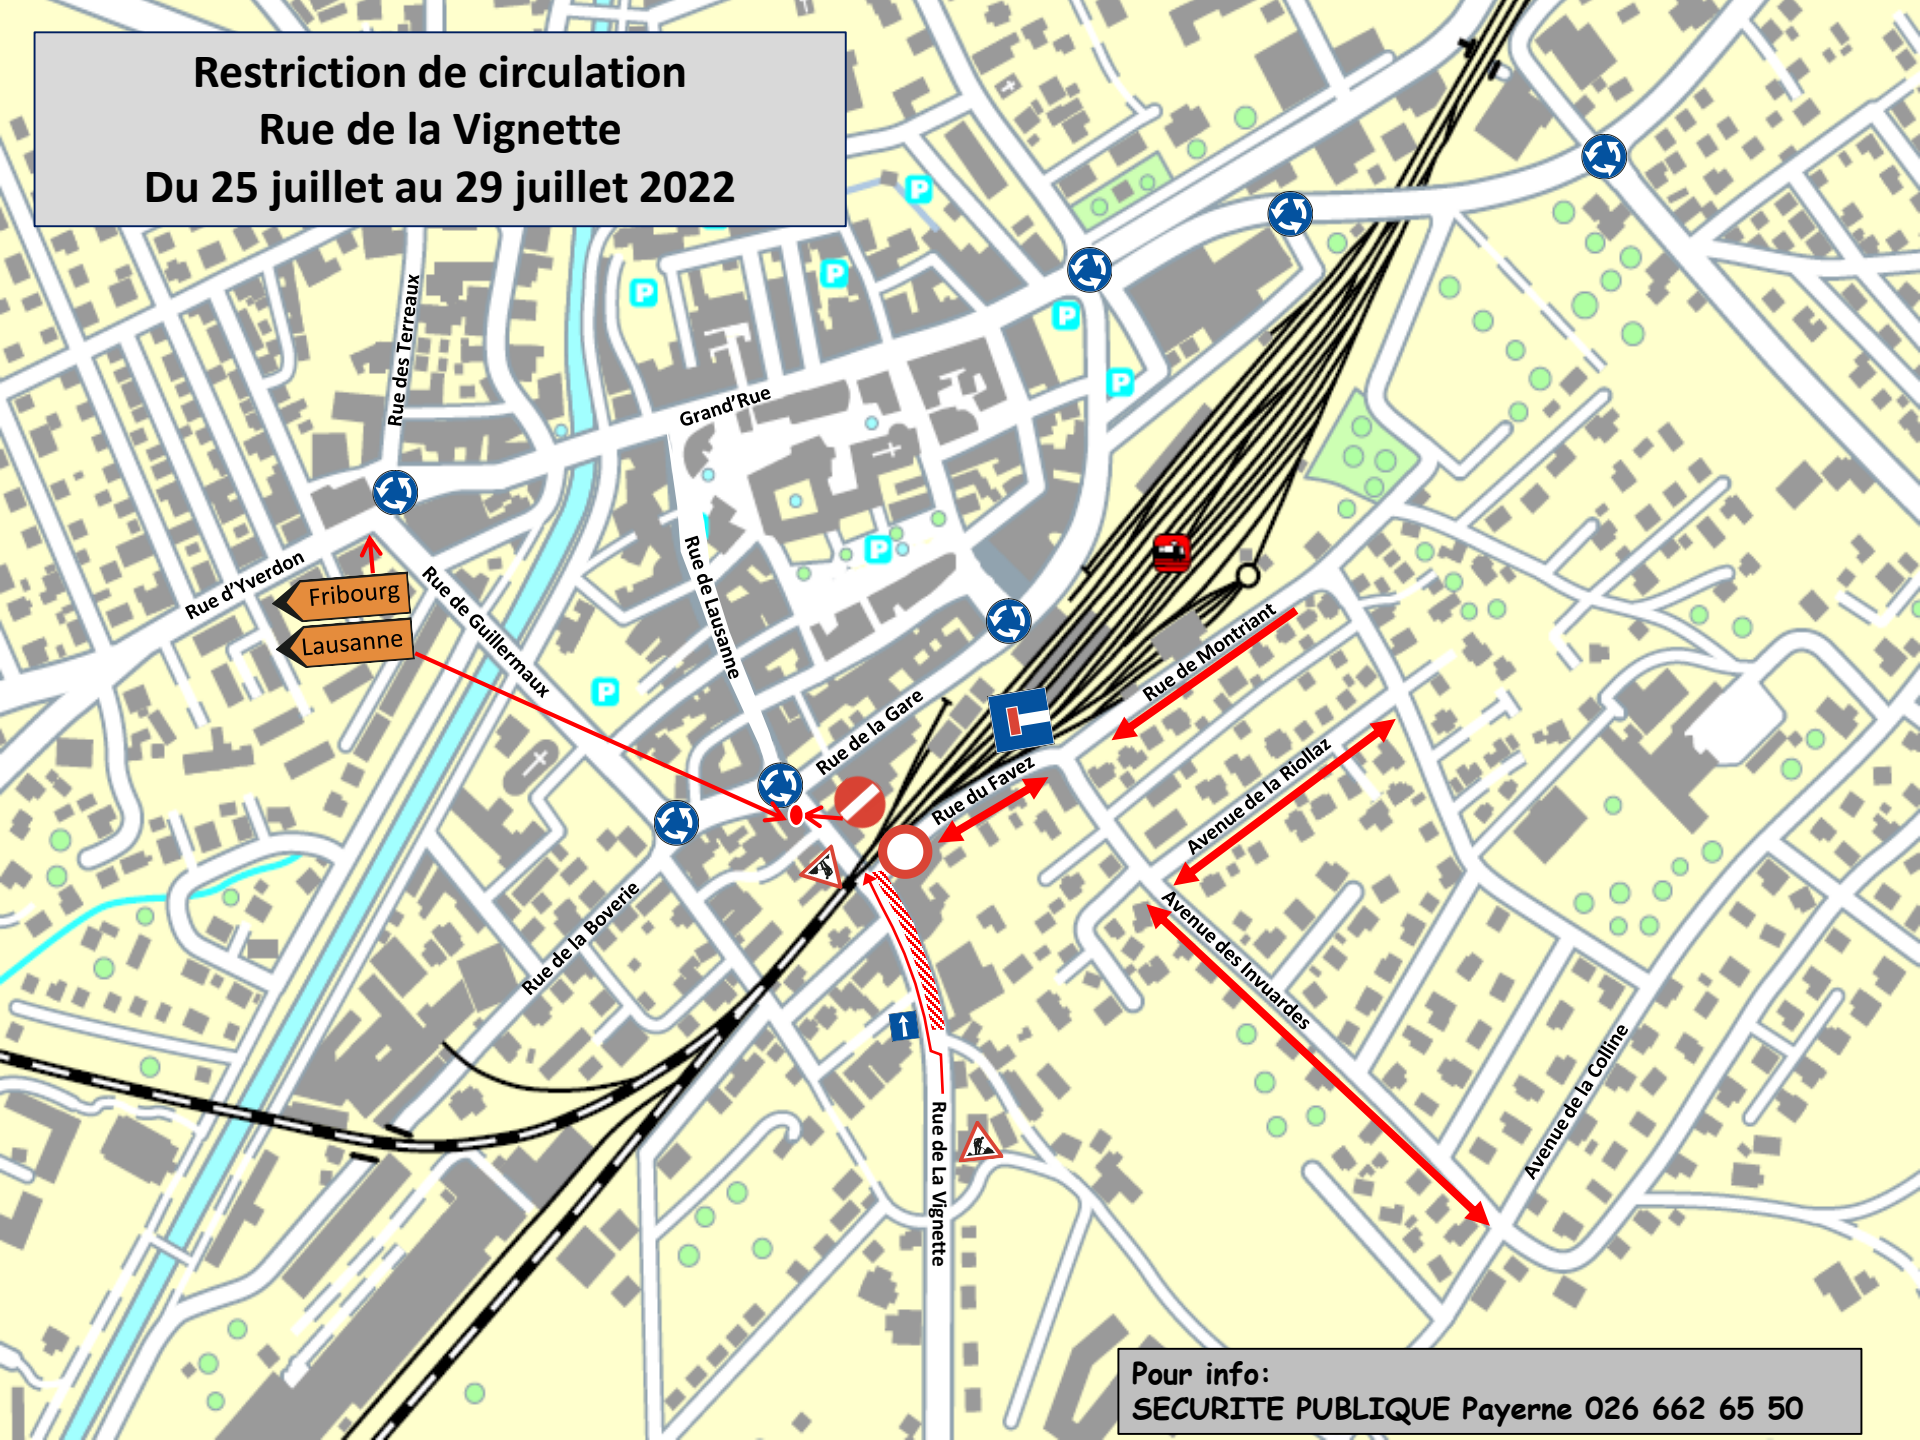 Restriction de circulation
Rue de la Vignette
Du 25 juillet au 29 juillet 2022
P
P
P
P
P
P
P
Rue des Terreaux
Grand'Rue
Rue d'Yverdon
Fribourg
Lausanne
Rue de Guillermaux
Rue de Lausanne
Rue de la Gare
Rue de Montriant
Rue du Favez
Avenue de la Riollaz
Rue de la Boverie
Avenue des Invuardes
Avenue de la Colline
Rue de La Vignette
Pour info:
SECURITE PUBLIQUE Payerne 026 662 65 50